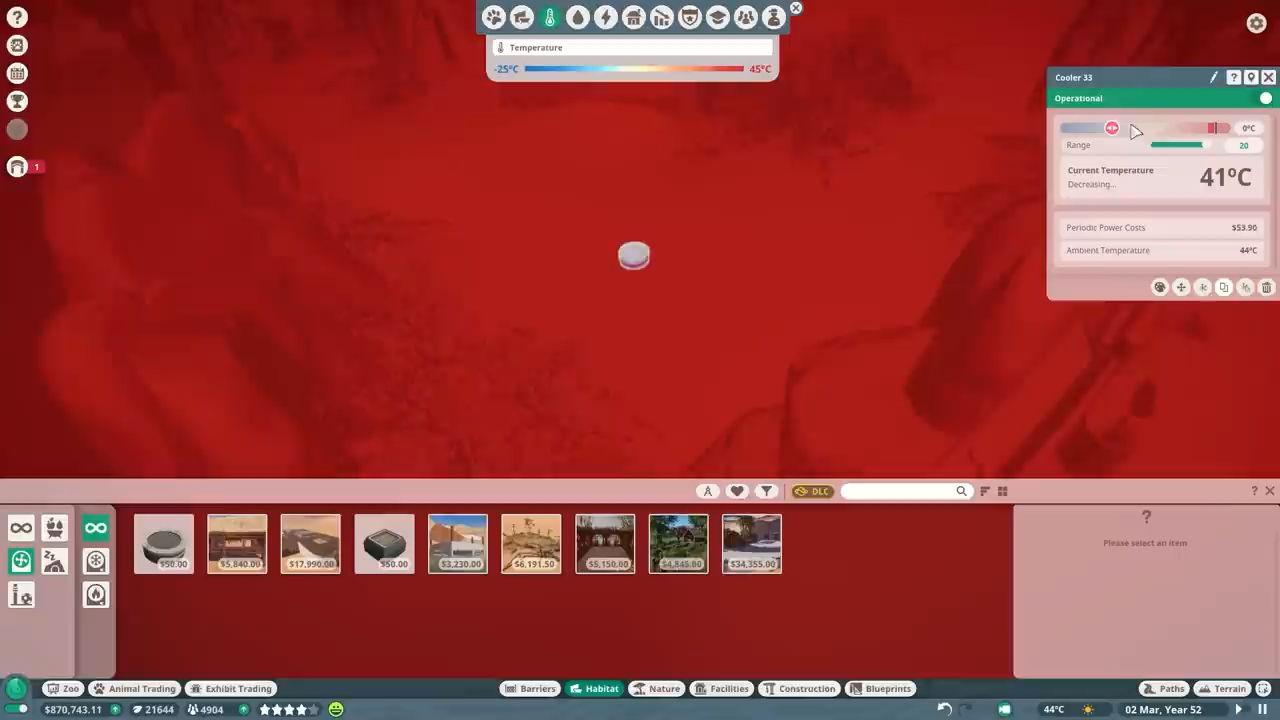 Temperature
-25°C 45°C
Cooler 33
?
Operational
0°C
Range 20
Current Temperature
Decreasing...
41°C
Periodic Power Costs $53.90
Ambient Temperature 44°C
?
1
DLC
?
$50.00 $5,840.00 $17,990.00 $50.00 $3,230.00 $6,191.50 $5,150.00 $4,845.00 $34,355.00
?
Please select an item
Zoo Animal Trading Exhibit Trading Barriers Habitat Nature Facilities Construction Blueprints Paths Terrain
$870,743.11 21644 4904 44°C 02 Mar, Year 52